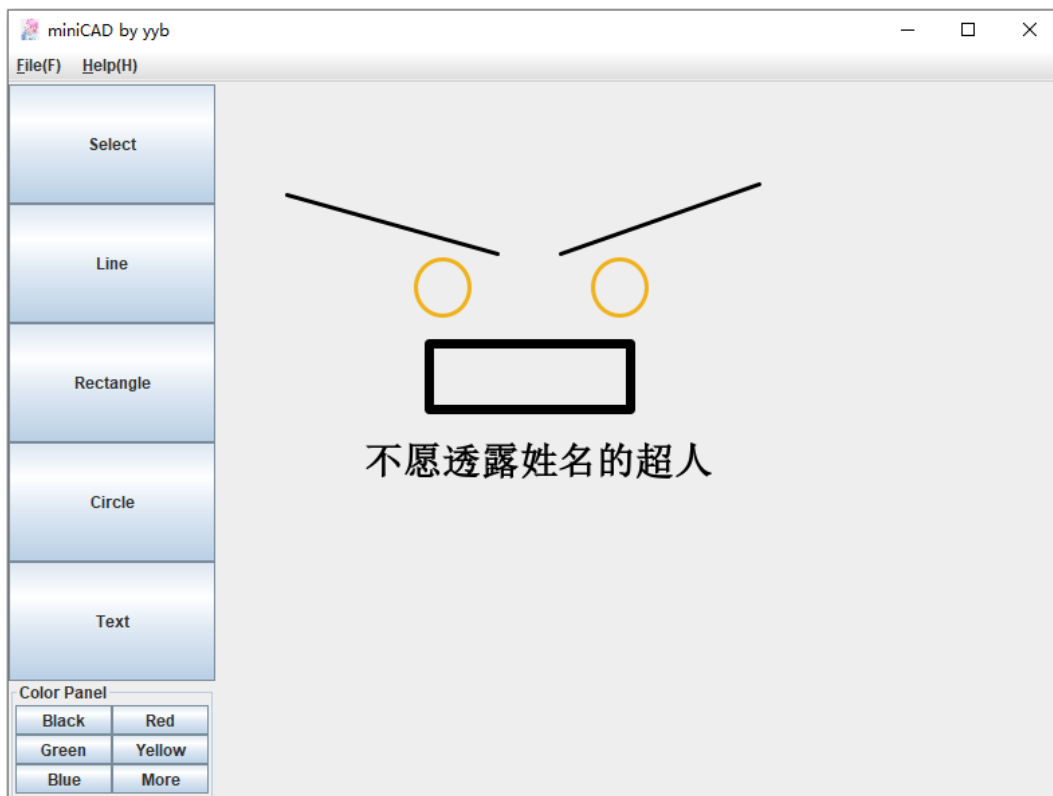 miniCAD by yyb
File(F) Help(H)
Select
Line
Rectangle
Circle
Text
不愿透露姓名的超人
Color Panel
Black Red
Green Yellow
Blue More